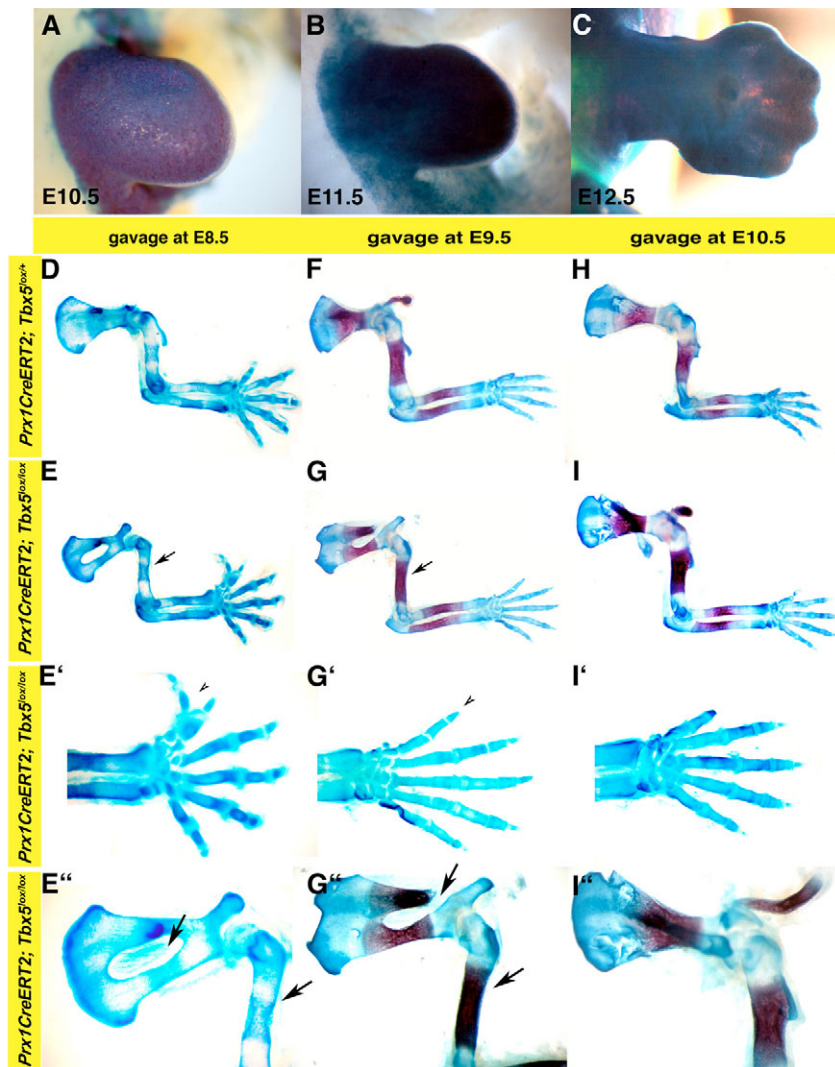 A
B
C
E10.5
E11.5
E12.5
gavage at E8.5
gavage at E9.5
gavage at E10.5
Prx1CreERT2; Tbx5lox/+
D
F
H
Prx1CreERT2; Tbx5lox/lox
E
G
I
Prx1CreERT2; Tbx5lox/lox
E'
G'
I'
Prx1CreERT2; Tbx5lox/lox
E"
G"
I"